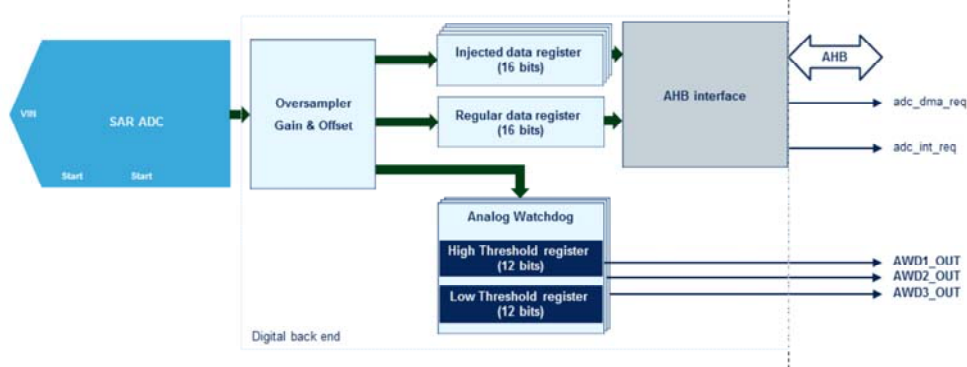 VIN
SAR ADC
Start
Start
Oversampler
Gain & Offset
Injected data register
(16 bits)
Regular data register
(16 bits)
AHB interface
AHB
adc_dma_req
adc_int_req
Analog Watchdog
High Threshold register
(12 bits)
Low Threshold register
(12 bits)
AWD1_OUT
AWD2_OUT
AWD3_OUT
Digital back end